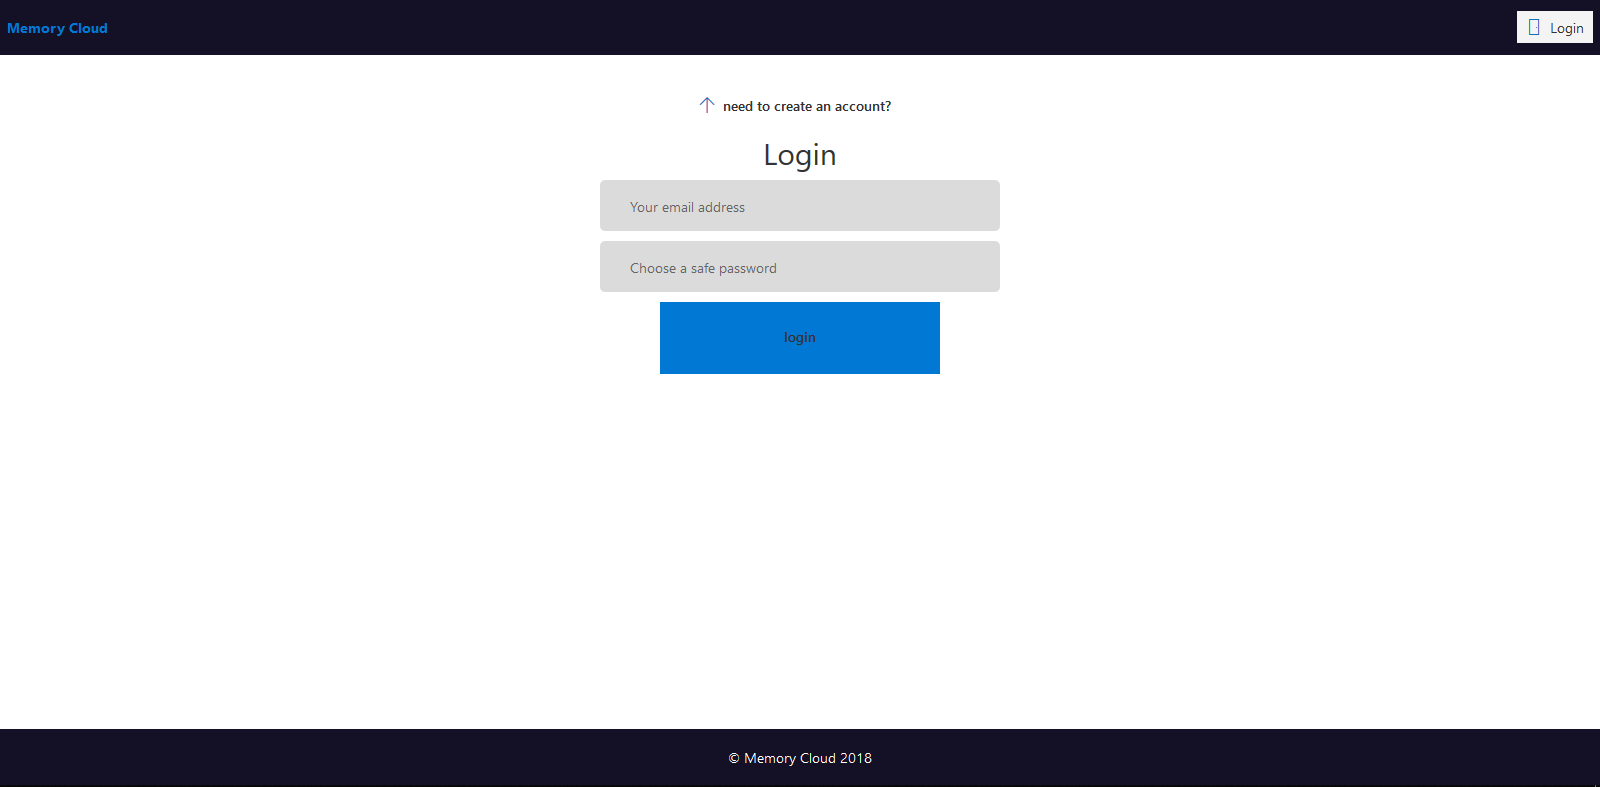 Memory Cloud
Login
need to create an account?
Login
Your email address
Choose a safe password
login
© Memory Cloud 2018